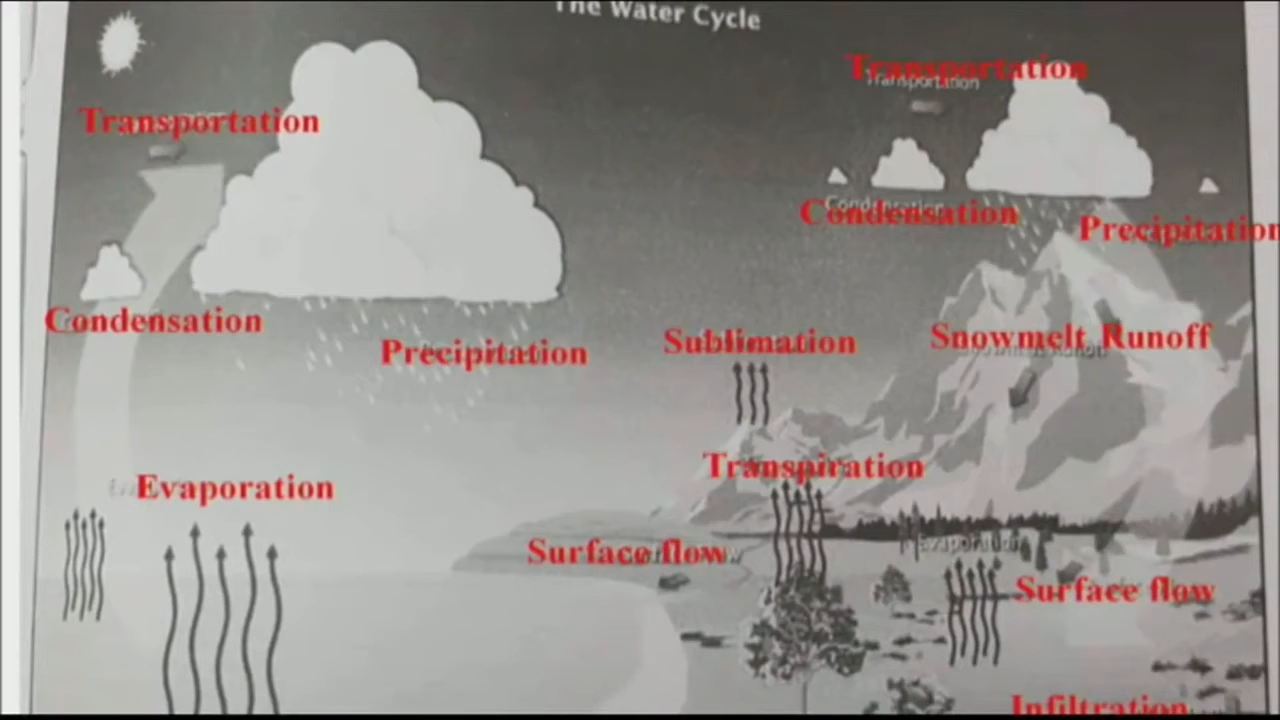 The Water Cycle
Transportation
Transportation
Transportation
Condensation
Condensation
Precipitation
Condensation
Precipitation
Sublimation
Snowmelt Runoff
Transpiration
Evaporation
Surface flow
Evaporation
Surface flow
Infiltration